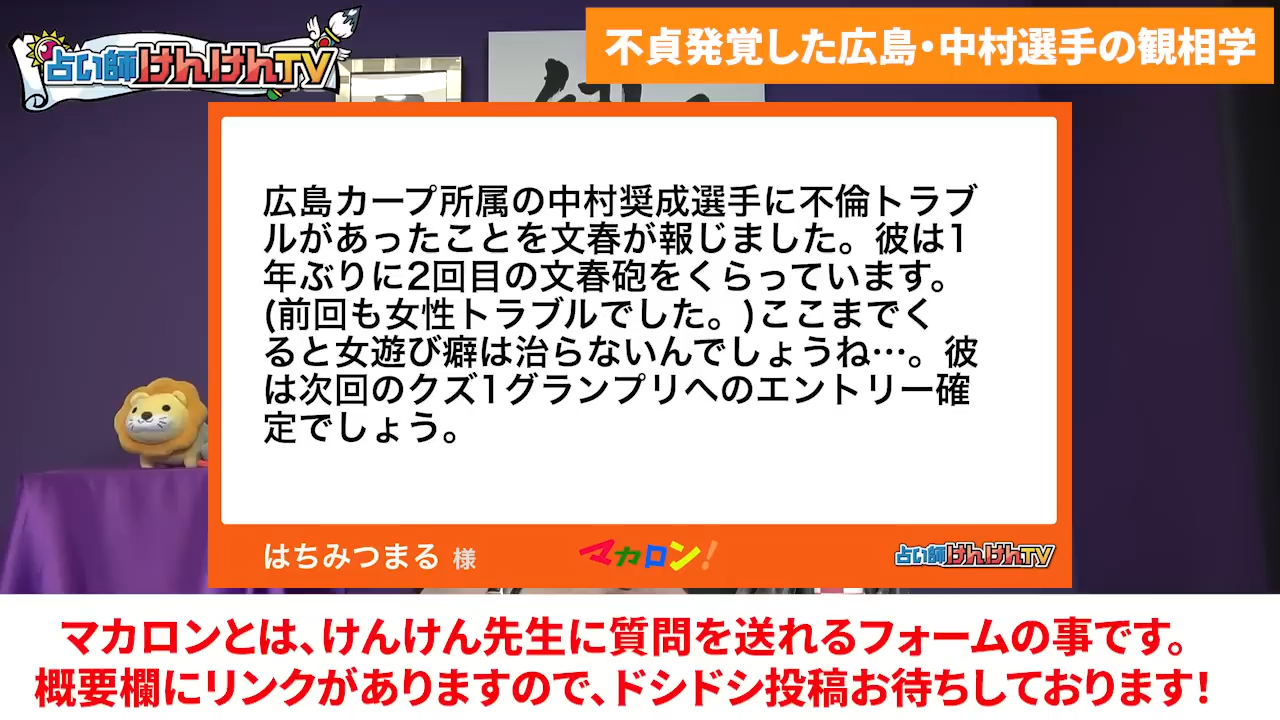 占い師けんけんTV
不貞発覚した広島・中村選手の観相学
広島カープ所属の中村奨成選手に不倫トラブ
ルがあったことを文春が報じました。彼は1
年ぶりに2回目の文春砲をくらっています。
(前回も女性トラブルでした。)ここまでく
ると女遊び癖は治らないんでしょうね…。彼
は次回のクズ1グランプリへのエントリー確
定でしょう。
はちみつまる 様
マカロン!
占い師けんけんTV
マカロンとは、けんけん先生に質問を送れるフォームの事です。
概要欄にリンクがありますので、ドシドシ投稿お待ちしております!